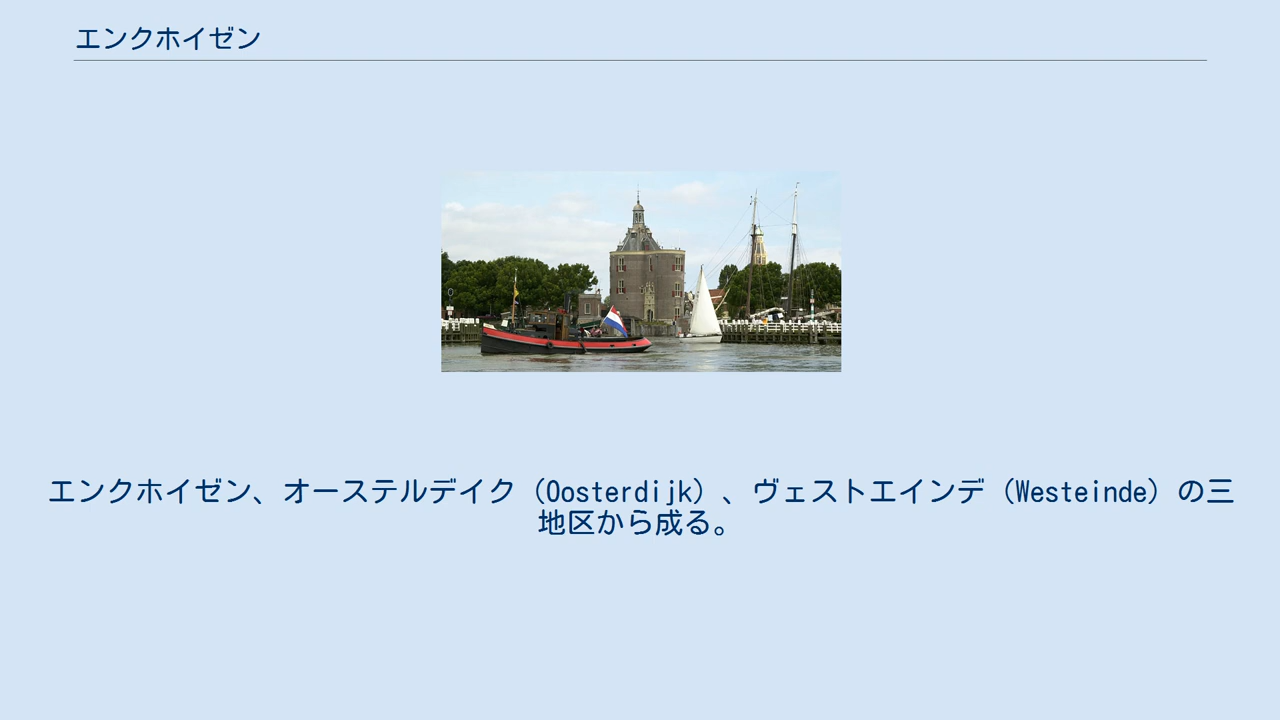 エンクホイゼン
エンクホイゼン、オーステルデイク（Oosterdijk）、ヴェストエインデ（Westeinde）の三
地区から成る。